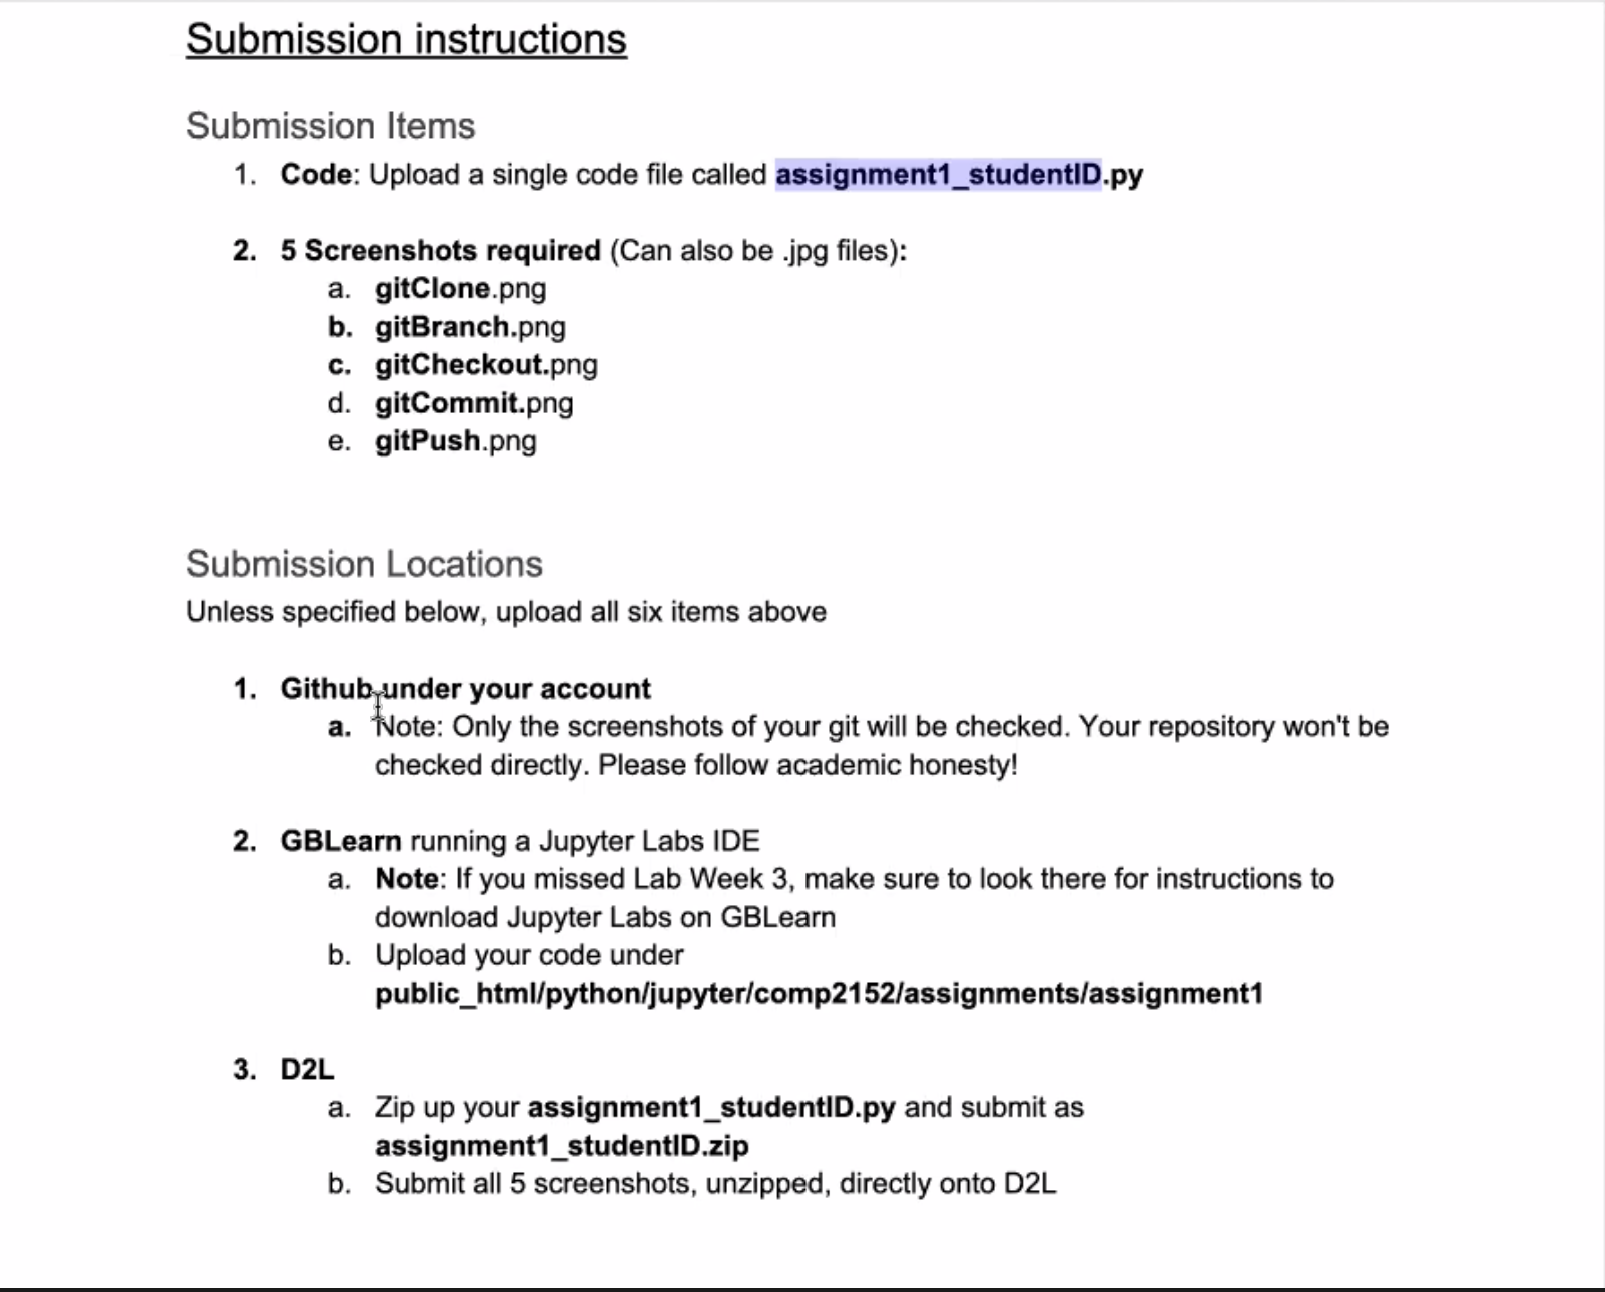 Submission instructions
Submission Items
1. Code: Upload a single code file called assignment1_studentID.py
2. 5 Screenshots required (Can also be .jpg files):
a. gitClone.png
b. gitBranch.png
c. gitCheckout.png
d. gitCommit.png
e. gitPush.png
Submission Locations
Unless specified below, upload all six items above
1. Github under your account
a. Note: Only the screenshots of your git will be checked. Your repository won't be
checked directly. Please follow academic honesty!
2. GBLearn running a Jupyter Labs IDE
a. Note: If you missed Lab Week 3, make sure to look there for instructions to
download Jupyter Labs on GBLearn
b. Upload your code under
public_html/python/jupyter/comp2152/assignments/assignment1
3. D2L
a. Zip up your assignment1_studentID.py and submit as
assignment1_studentID.zip
b. Submit all 5 screenshots, unzipped, directly onto D2L